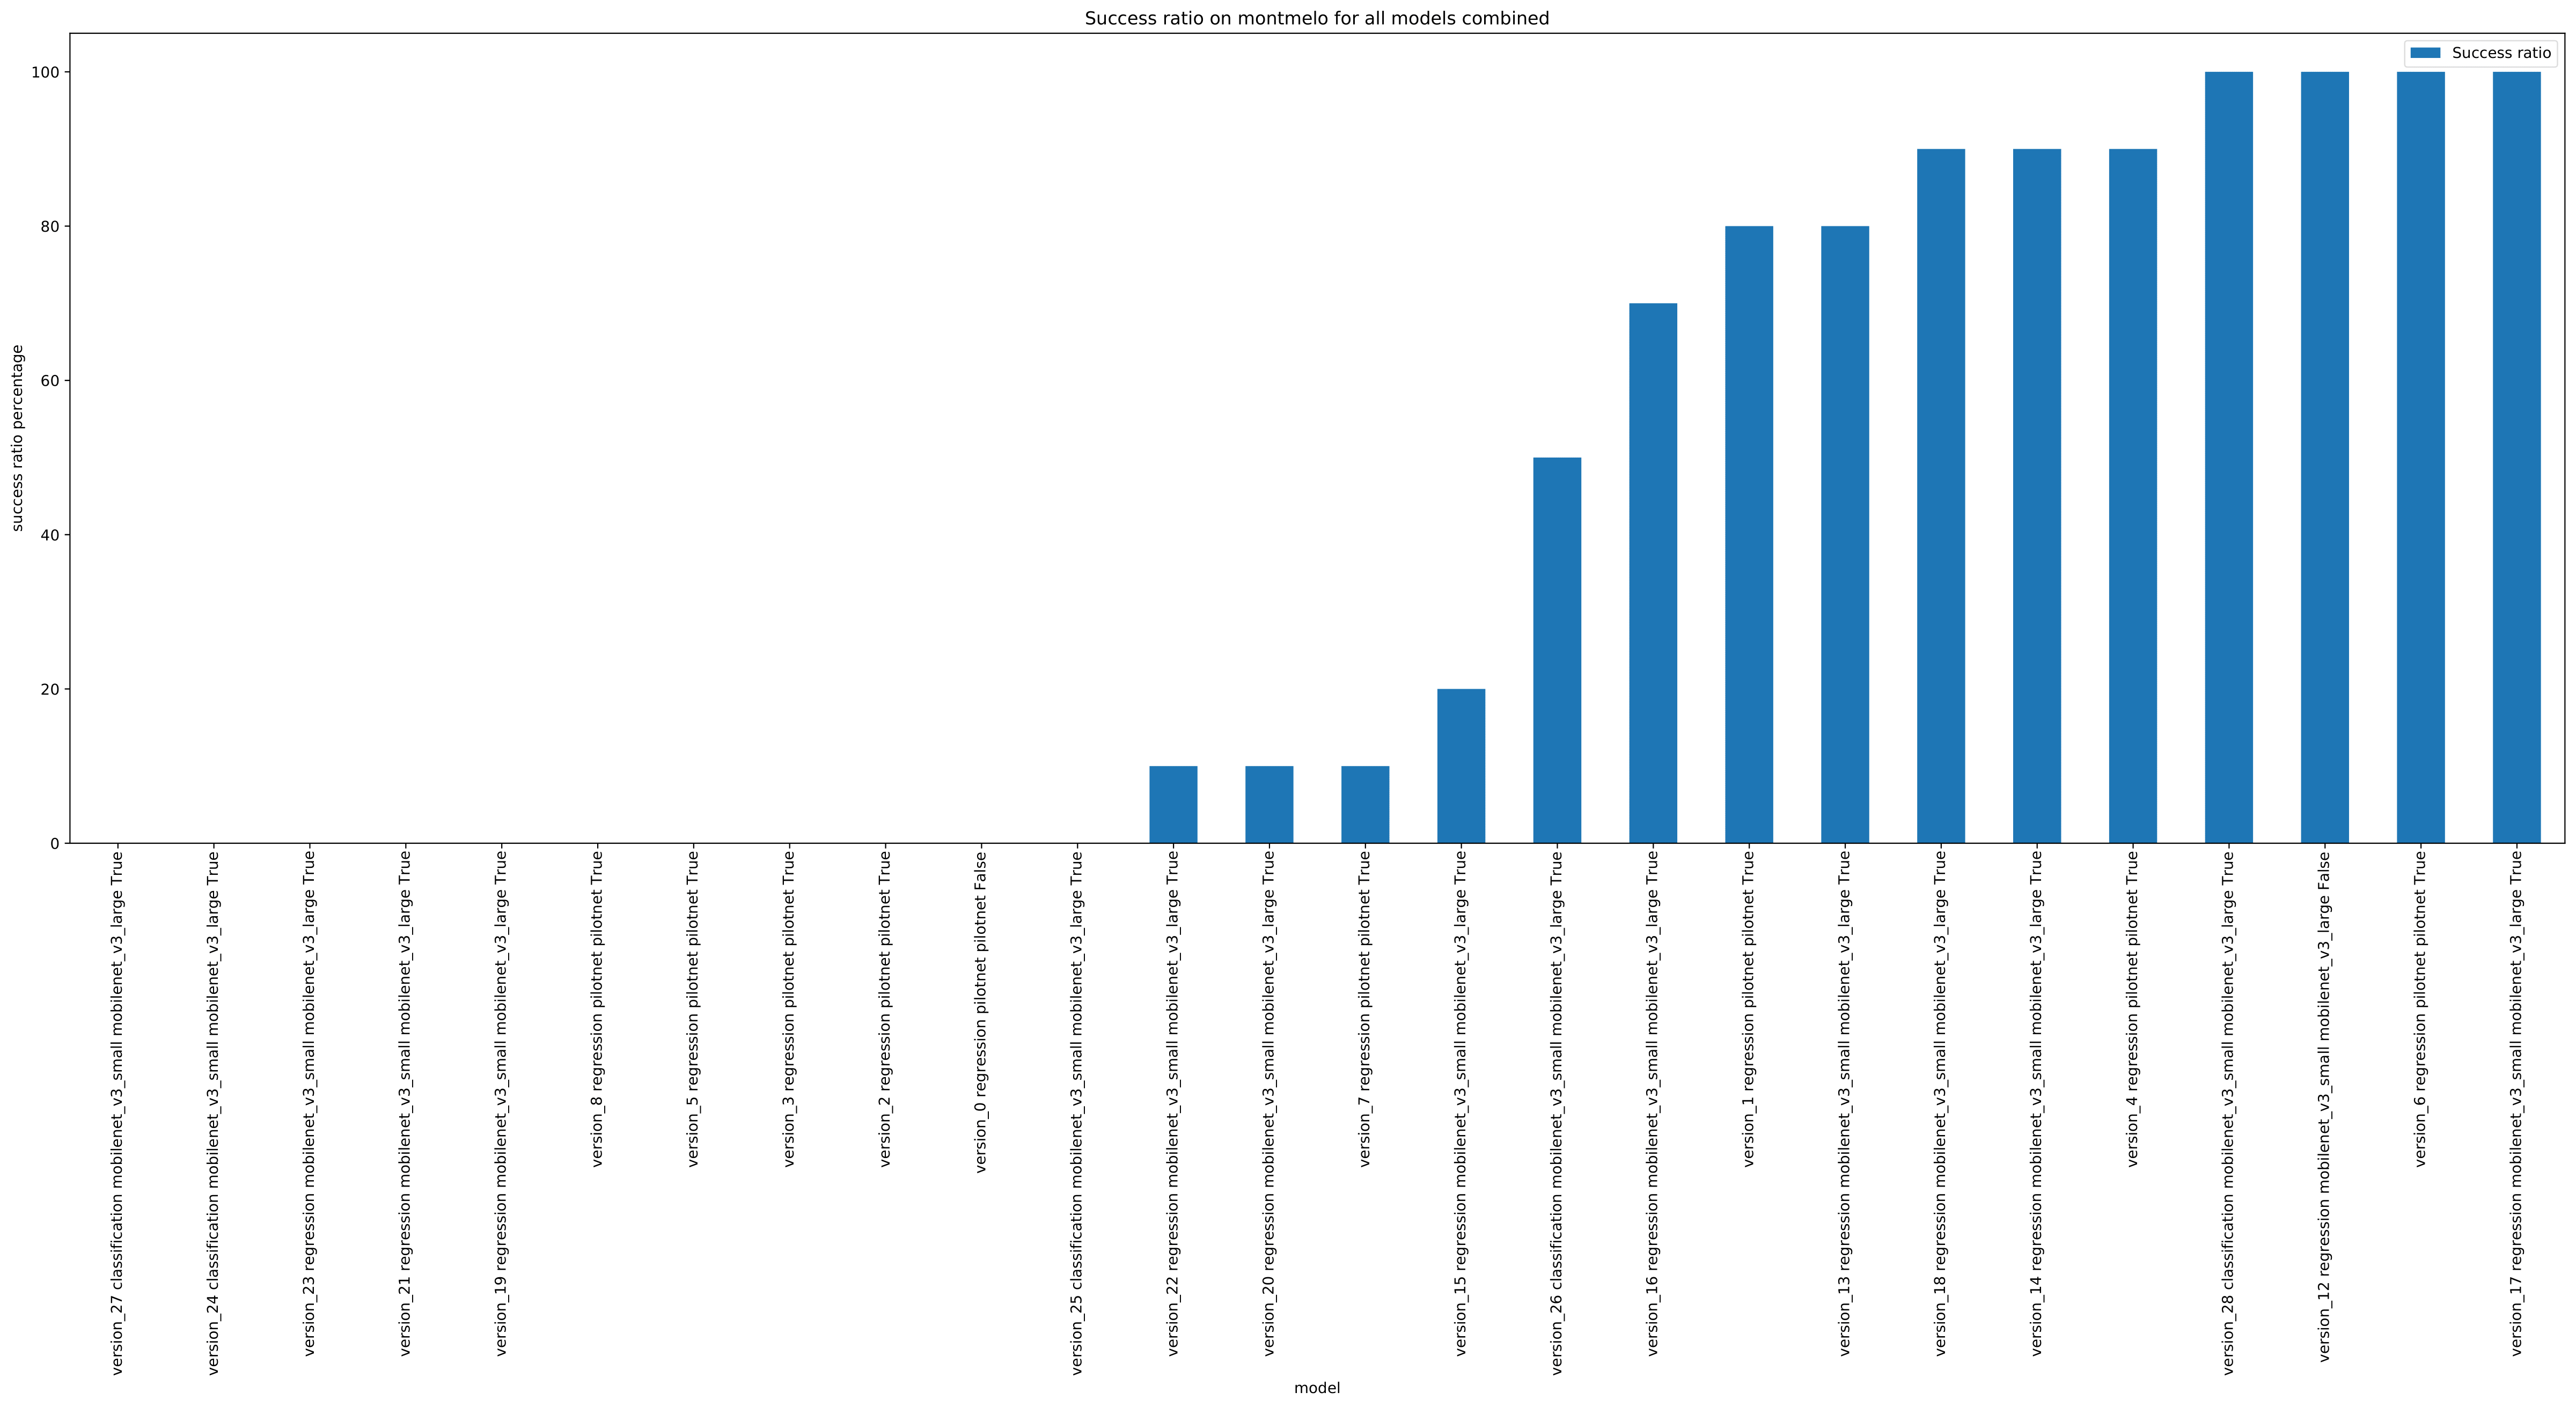 Success ratio on montmelo for all models combined
Success ratio
success ratio percentage
100
80
60
40
20
0
version_27 classification mobilenet_v3_small mobilenet_v3_large True
version_24 classification mobilenet_v3_small mobilenet_v3_large True
version_23 regression mobilenet_v3_small mobilenet_v3_large True
version_21 regression mobilenet_v3_small mobilenet_v3_large True
version_19 regression mobilenet_v3_small mobilenet_v3_large True
version_8 regression pilotnet pilotnet True
version_5 regression pilotnet pilotnet True
version_3 regression pilotnet pilotnet True
version_2 regression pilotnet pilotnet True
version_0 regression pilotnet pilotnet False
version_25 classification mobilenet_v3_small mobilenet_v3_large True
version_22 regression mobilenet_v3_small mobilenet_v3_large True
version_20 regression mobilenet_v3_small mobilenet_v3_large True
version_7 regression pilotnet pilotnet True
version_15 regression mobilenet_v3_small mobilenet_v3_large True
version_26 classification mobilenet_v3_small mobilenet_v3_large True
version_16 regression mobilenet_v3_small mobilenet_v3_large True
version_1 regression pilotnet pilotnet True
version_13 regression mobilenet_v3_small mobilenet_v3_large True
version_18 regression mobilenet_v3_small mobilenet_v3_large True
version_14 regression mobilenet_v3_small mobilenet_v3_large True
version_4 regression pilotnet pilotnet True
version_28 classification mobilenet_v3_small mobilenet_v3_large True
version_12 regression mobilenet_v3_small mobilenet_v3_large False
version_6 regression pilotnet pilotnet True
version_17 regression mobilenet_v3_small mobilenet_v3_large True
model